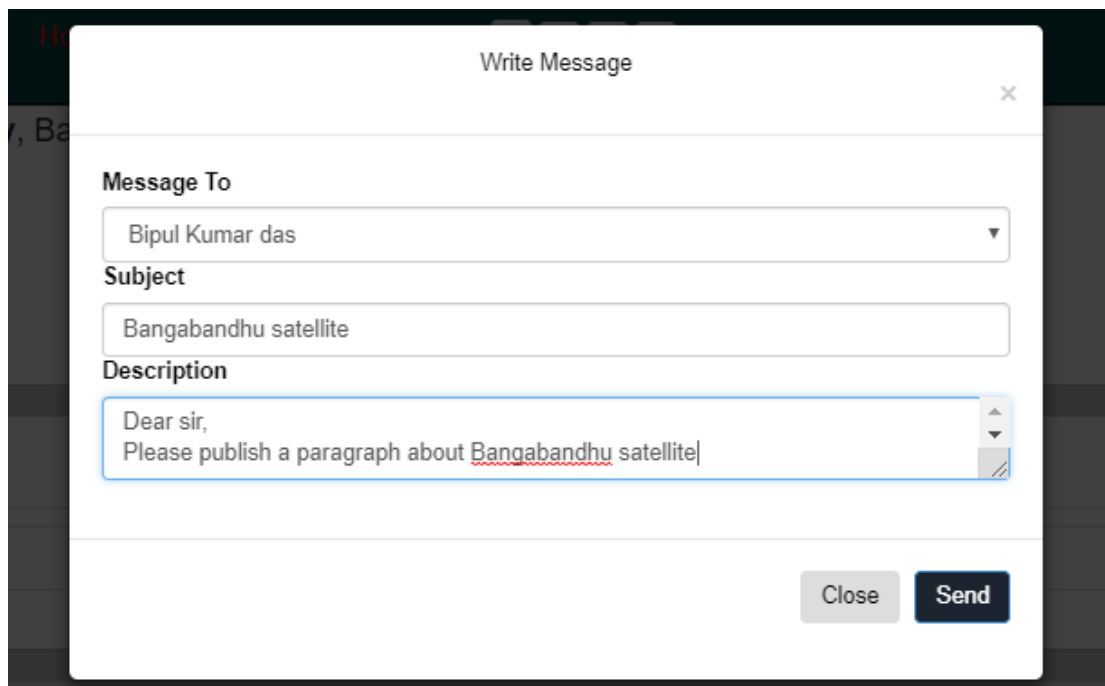 Write Message
×
Message To
Bipul Kumar das
Subject
Bangabandhu satellite
Description
Dear sir,
Please publish a paragraph about Bangabandhu satellite
Close Send